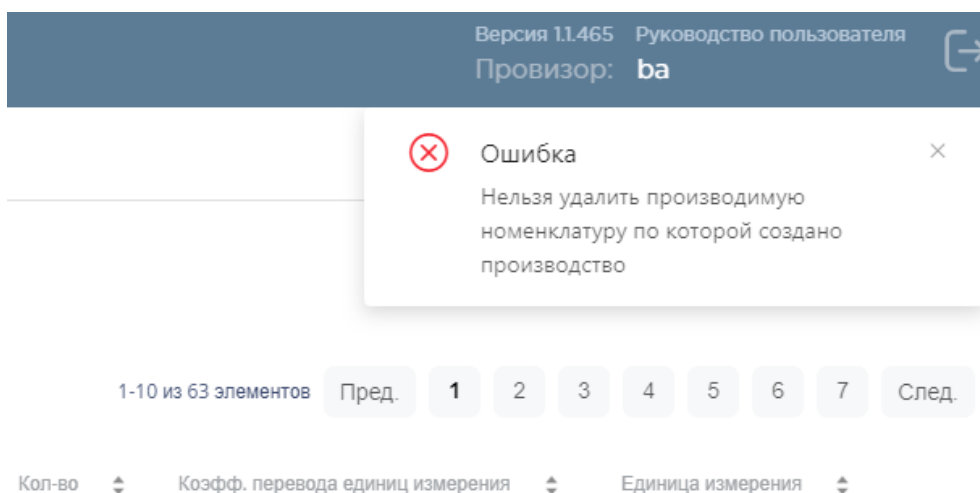 Версия 1.1.465 Руководство пользователя
Провизор: ba
Ошибка
Нельзя удалить производимую
номенклатуру по которой создано
производство
1-10 из 63 элементов Пред. 1 2 3 4 5 6 7 След.
Кол-во Коэфф. перевода единиц измерения Единица измерения